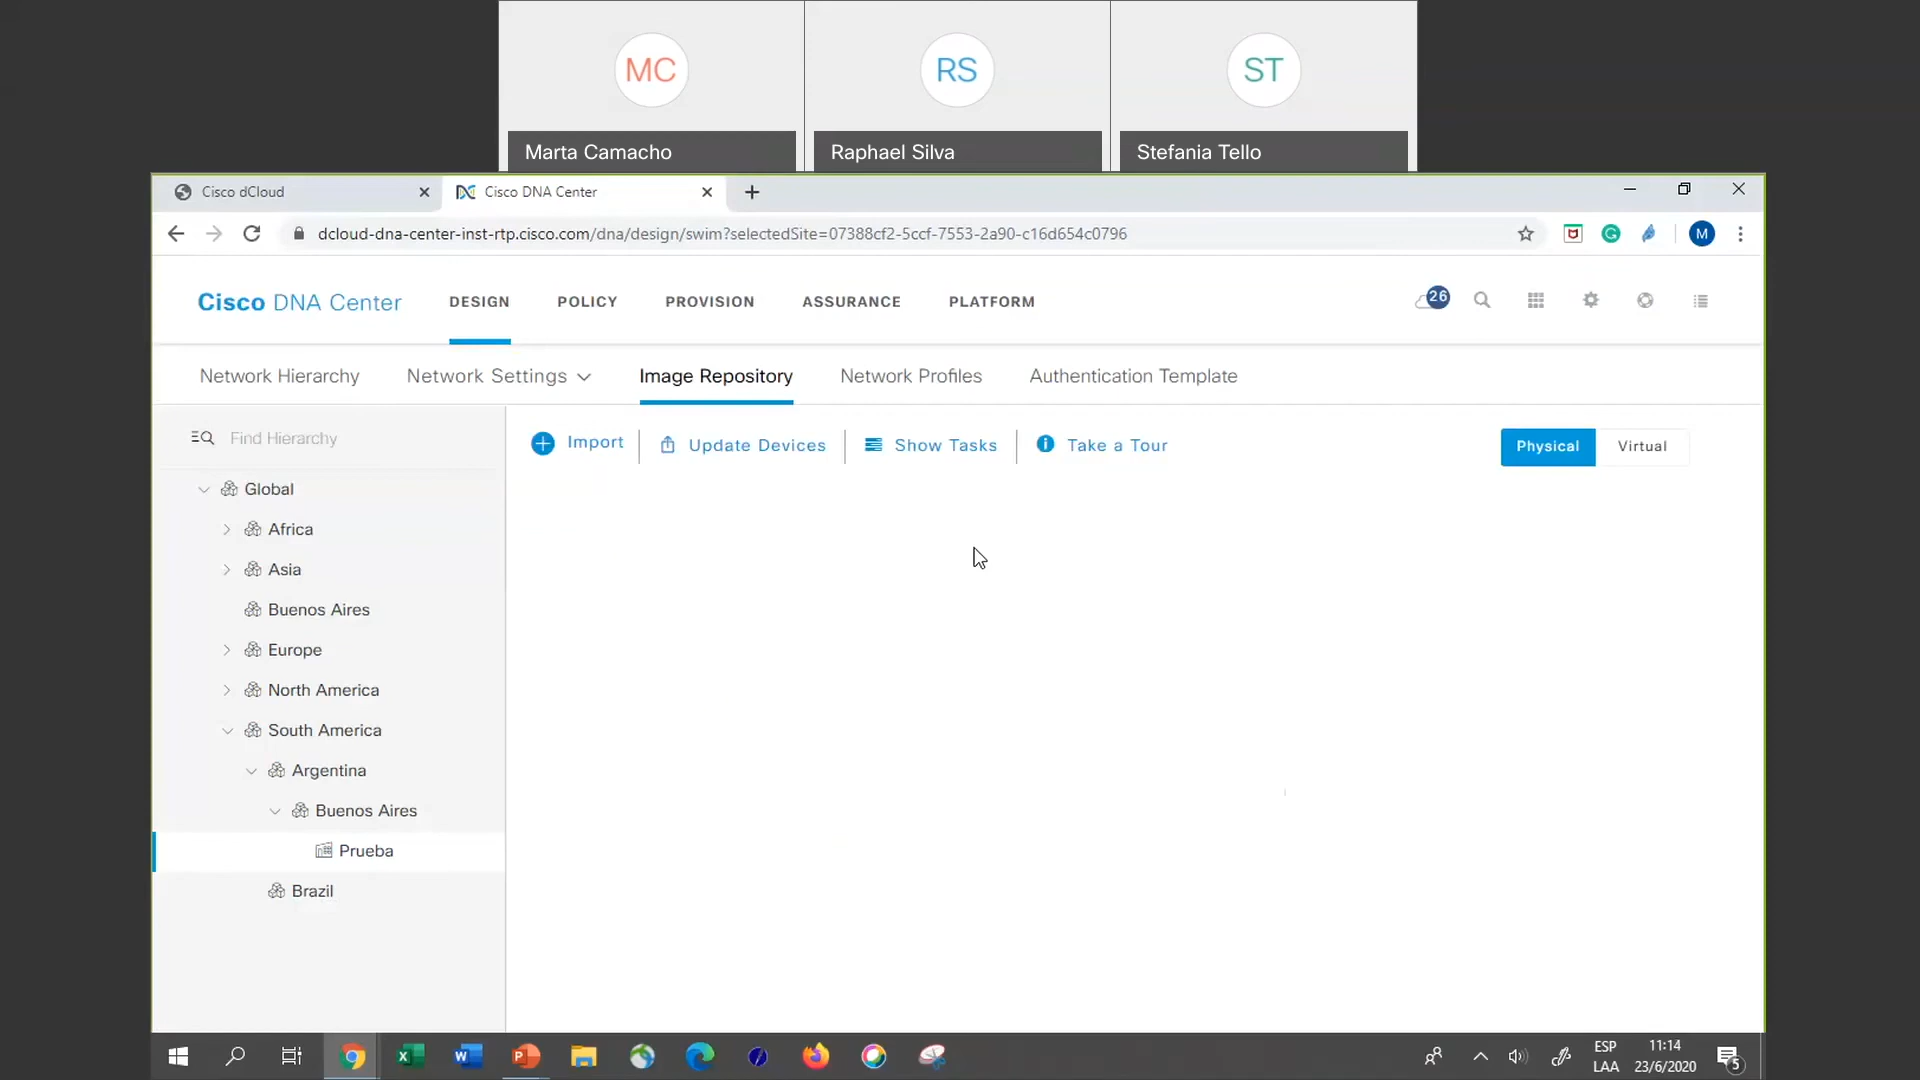 MC
RS
ST
Marta Camacho
Raphael Silva
Stefania Tello
Cisco dCloud
Cisco DNA Center
dcloud-dna-center-inst-rtp.cisco.com/dna/design/swim?selectedSite=07388cf2-5ccf-7553-2a90-c16d654c0796
M
Cisco DNA Center
DESIGN
POLICY
PROVISION
ASSURANCE
PLATFORM
26
Network Hierarchy
Network Settings
Image Repository
Network Profiles
Authentication Template
Find Hierarchy
Import
Update Devices
Show Tasks
Take a Tour
Physical
Virtual
Global
Africa
Asia
Buenos Aires
Europe
North America
South America
Argentina
Buenos Aires
Prueba
Brazil
ESP
LAA
11:14
23/6/2020
5